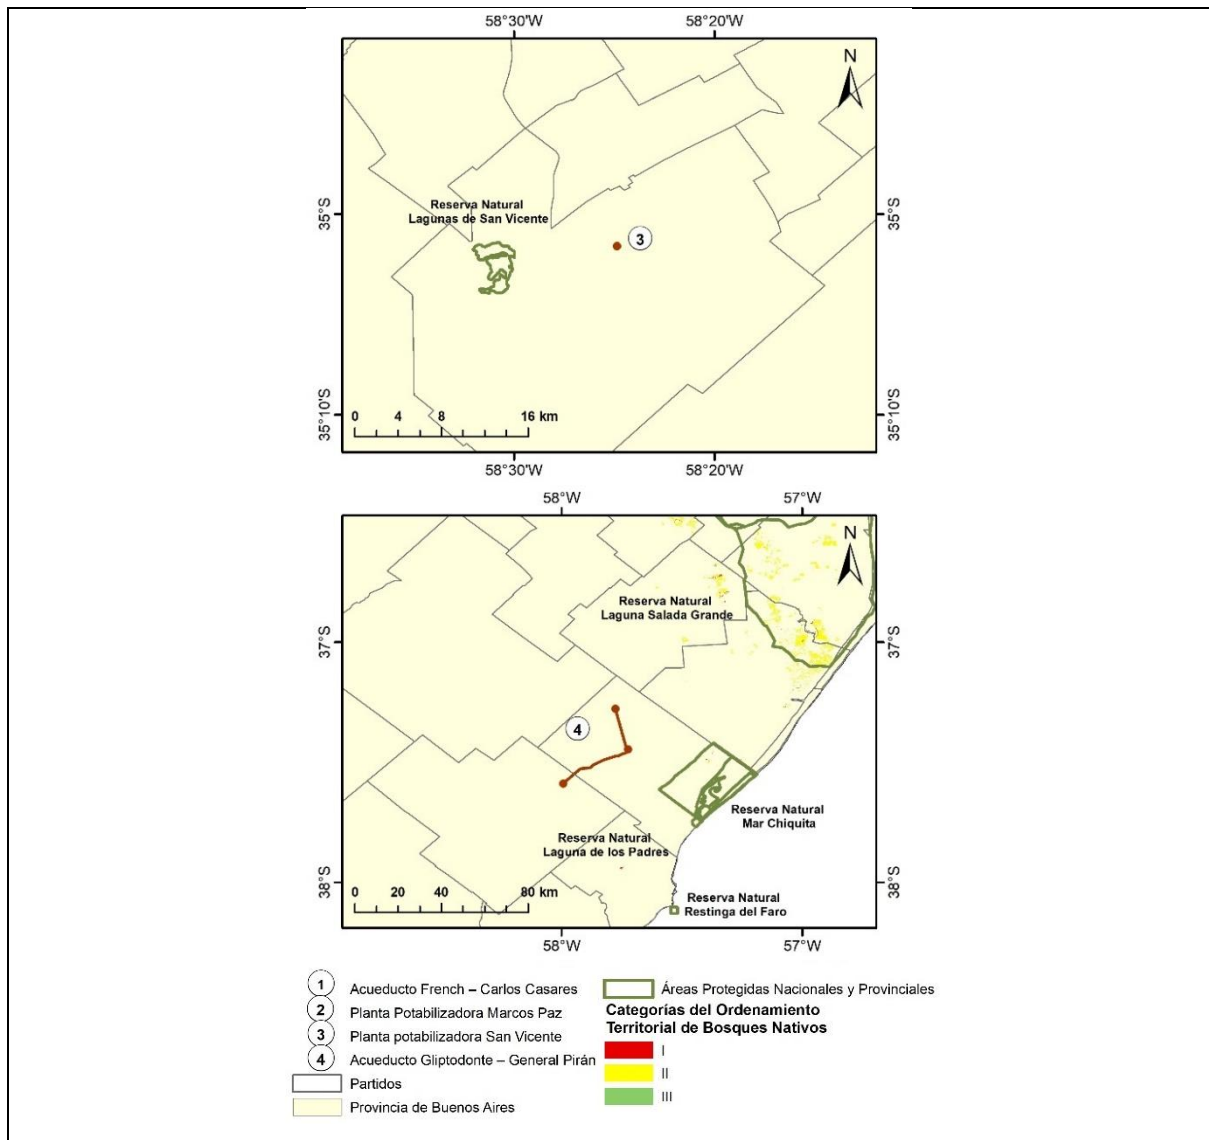 58°30'W 58°20'W
N
35°S 35°S
Reserva Natural
Lagunas de San Vicente
3
35°10'S 35°10'S
0 4 8 16 km
58°30'W 58°20'W
58°W 57°W
N
Reserva Natural
Laguna Salada Grande
37°S 37°S
4
Reserva Natural
Mar Chiquita
Reserva Natural
Laguna de los Padres
38°S 38°S
0 20 40 80 km
Reserva Natural
Restinga del Faro
58°W 57°W
1 Acueducto French – Carlos Casares
2 Planta Potabilizadora Marcos Paz
3 Planta potabilizadora San Vicente
4 Acueducto Gliptodonte – General Pirán
Partidos
Provincia de Buenos Aires
Áreas Protegidas Nacionales y Provinciales
Categorías del Ordenamiento
Territorial de Bosques Nativos
I
II
III